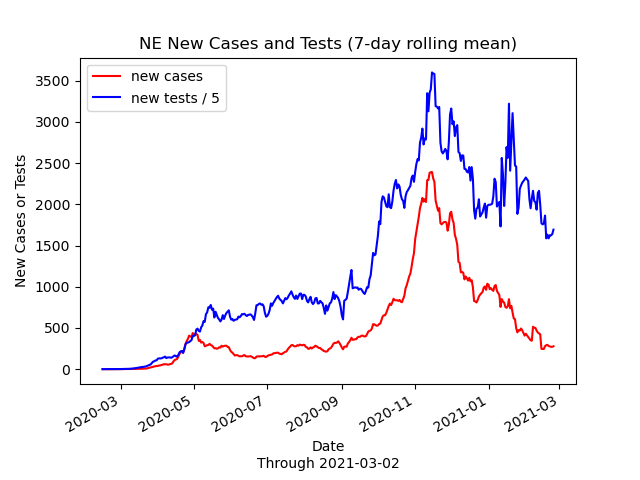 NE New Cases and Tests (7-day rolling mean)
new cases
new tests / 5
New Cases or Tests
3500
3000
2500
2000
1500
1000
500
0
2020-03
2020-05
2020-07
2020-09
2020-11
2021-01
2021-03
Date
Through 2021-03-02